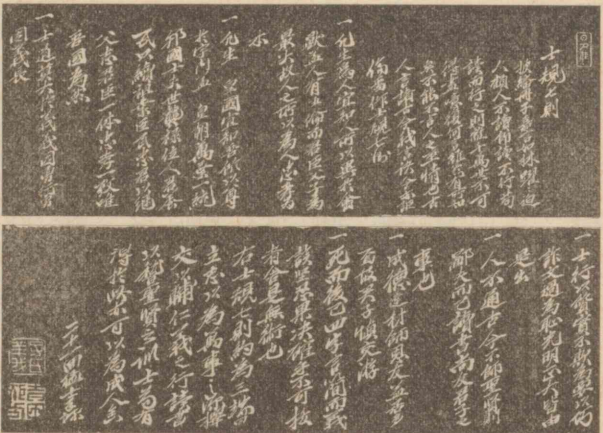 士規七則
披繙冊子嘉言如林躍躍迫
人顧人不讀即讀不行苟
讀而行之則雖千萬世不可
得盡噫復何言雖然有所
知矣不能不言人之至情也古
人言諸古今我言諸今亦詎
傷焉作士規七則
一凡生為人宜知人所以異於禽
獸蓋人有五倫而君臣父子為
最大故人之所以為人忠孝為
本
一凡生 皇國宜知吾所以尊
於宇內蓋 皇朝萬葉一統
邦國士夫世襲祿位人君養
民以續祖業臣民忠君以繼
父志君臣一體忠孝一致唯
吾國為然
一士道莫大於義義因勇行勇
因義長
一士行以質實不欺為要以巧
詐文過為恥光明正大皆由
是出
一人不通古今不師聖賢則
鄙夫耳讀書尚友君子之
事也
一成德達材師恩友益居多
焉故君子慎交游
一死而後已四字言簡而義
廣堅忍果決確乎不可拔
者舍是無術也
右士規七則約為三端曰
立志以為萬事之源擇
交以輔仁義之行讀書
以稽聖賢之訓士苟有
得於此亦可以為成人矣
二十一回猛士手錄